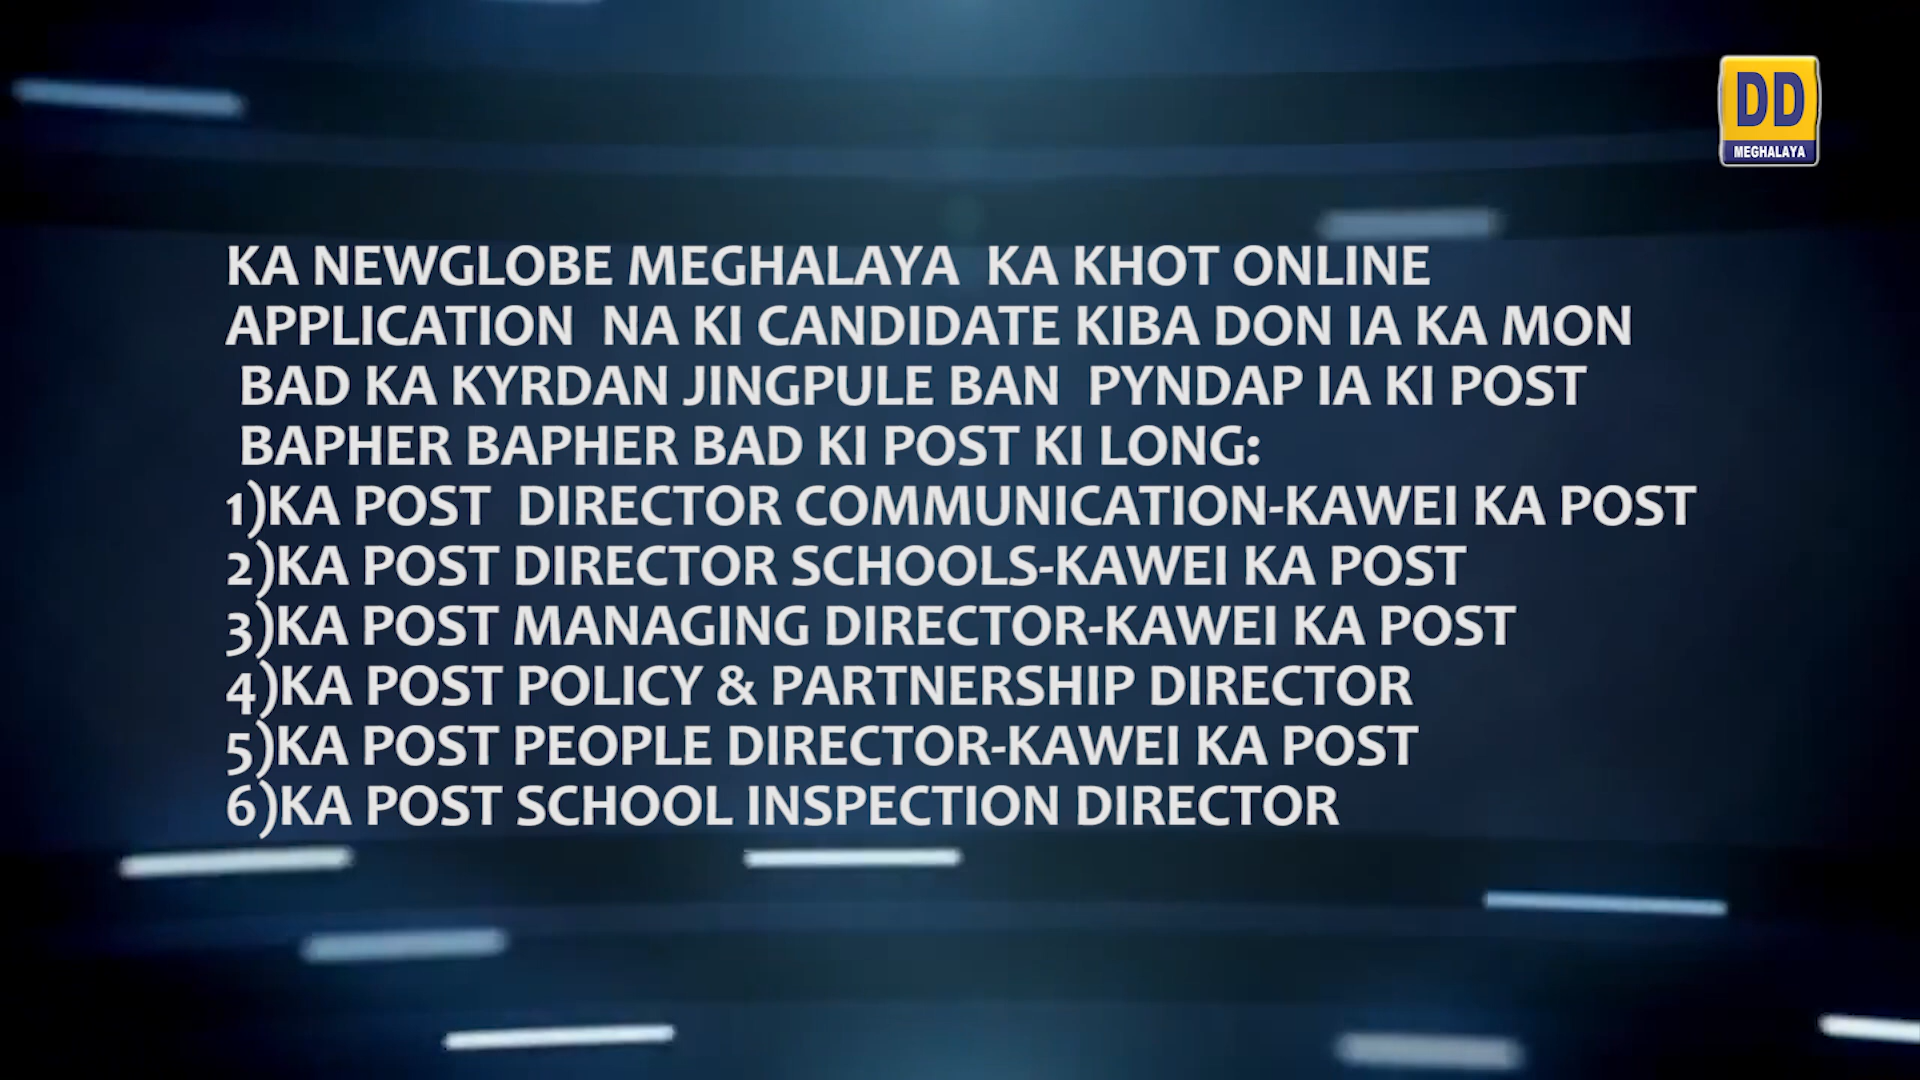 DD
MEGHALAYA
KA NEWGLOBE MEGHALAYA KA KHOT ONLINE
APPLICATION NA KI CANDIDATE KIBA DON IA KA MON
BAD KA KYRDAN JINGPULE BAN PYNDAP IA KI POST
BAPHER BAPHER BAD KI POST KI LONG:
1)KA POST DIRECTOR COMMUNICATION-KAWEI KA POST
2)KA POST DIRECTOR SCHOOLS-KAWEI KA POST
3)KA POST MANAGING DIRECTOR-KAWEI KA POST
4)KA POST POLICY & PARTNERSHIP DIRECTOR
5)KA POST PEOPLE DIRECTOR-KAWEI KA POST
6)KA POST SCHOOL INSPECTION DIRECTOR